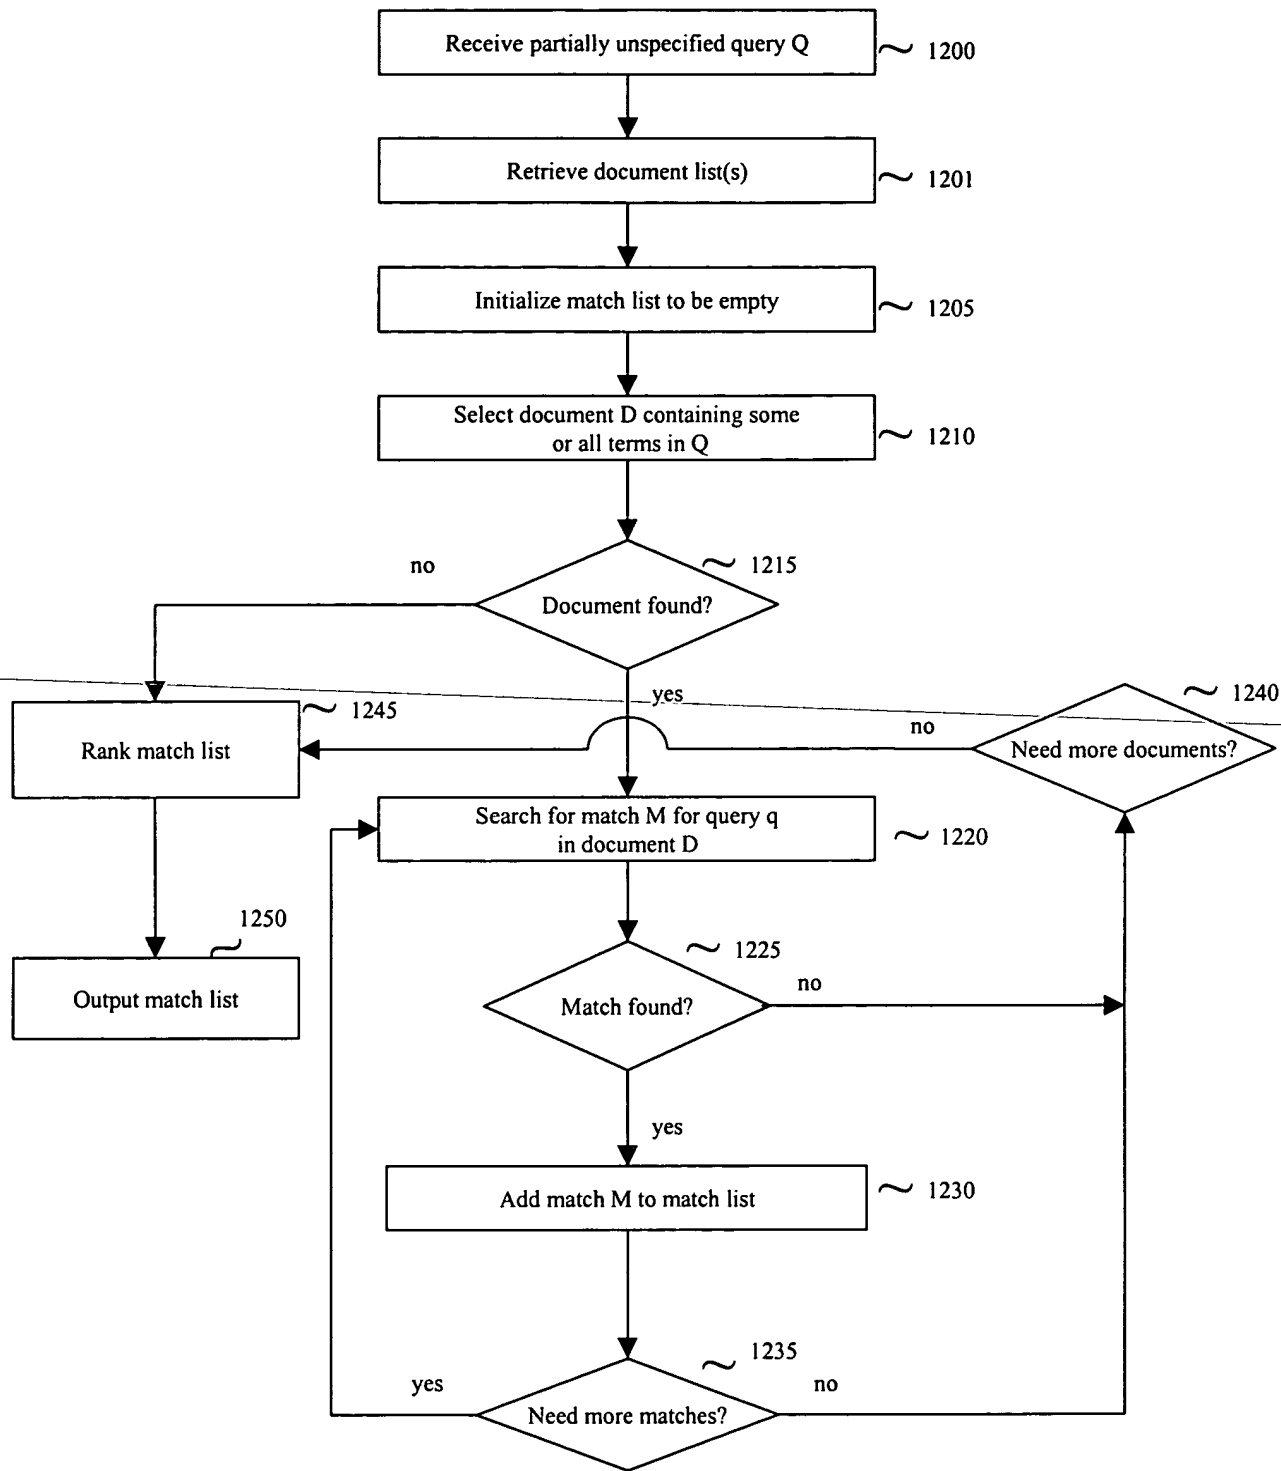 Receive partially unspecified query Q
1200
Retrieve document list(s)
1201
Initialize match list to be empty
1205
Select document D containing some
or all terms in Q
1210
no
1215
Document found?
yes
1240
1245
no
Rank match list
Need more documents?
Search for match M for query q
in document D
1220
1250
1225
no
Output match list
Match found?
yes
Add match M to match list
1230
1235
yes
no
Need more matches?